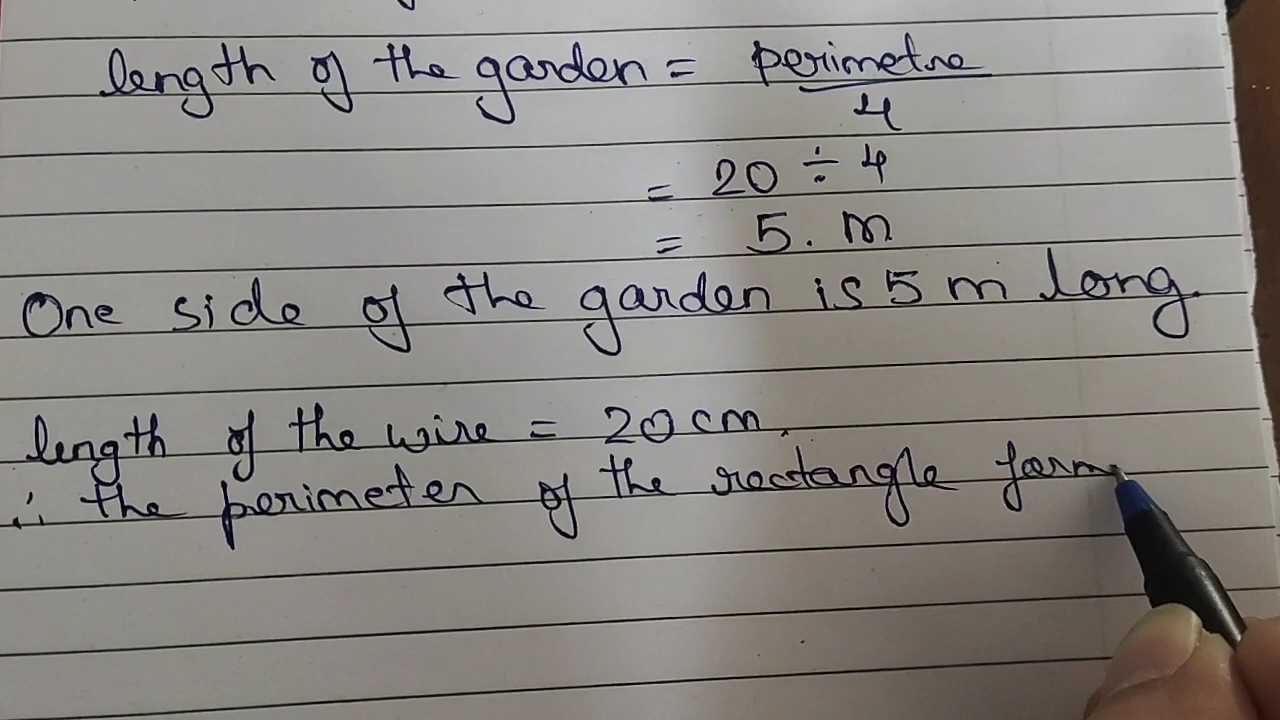 length of the garden = perimetre
4
= 20 ÷ 4
= 5. m
One side of the garden is 5 m long.
length of the wire = 20 cm.
∴ the perimeter of the rectangle form